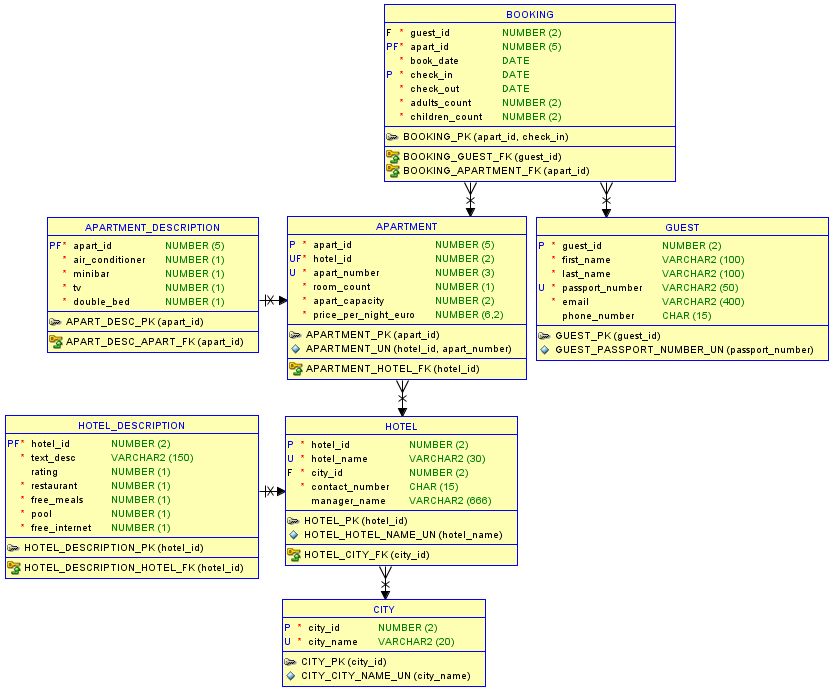 BOOKING
F * guest_id NUMBER (2)
PF * apart_id NUMBER (5)
* book_date DATE
P * check_in DATE
* check_out DATE
* adults_count NUMBER (2)
* children_count NUMBER (2)
BOOKING_PK (apart_id, check_in)
BOOKING_GUEST_FK (guest_id)
BOOKING_APARTMENT_FK (apart_id)
APARTMENT_DESCRIPTION
PF * apart_id NUMBER (5)
* air_conditioner NUMBER (1)
* minibar NUMBER (1)
* tv NUMBER (1)
* double_bed NUMBER (1)
APART_DESC_PK (apart_id)
APART_DESC_APART_FK (apart_id)
APARTMENT
P * apart_id NUMBER (5)
UF * hotel_id NUMBER (2)
U * apart_number NUMBER (3)
* room_count NUMBER (1)
* apart_capacity NUMBER (2)
* price_per_night_euro NUMBER (6,2)
APARTMENT_PK (apart_id)
APARTMENT_UN (hotel_id, apart_number)
APARTMENT_HOTEL_FK (hotel_id)
GUEST
P * guest_id NUMBER (2)
* first_name VARCHAR2 (100)
* last_name VARCHAR2 (100)
U * passport_number VARCHAR2 (50)
* email VARCHAR2 (400)
phone_number CHAR (15)
GUEST_PK (guest_id)
GUEST_PASSPORT_NUMBER_UN (passport_number)
HOTEL_DESCRIPTION
PF * hotel_id NUMBER (2)
* text_desc VARCHAR2 (150)
rating NUMBER (1)
* restaurant NUMBER (1)
* free_meals NUMBER (1)
* pool NUMBER (1)
* free_internet NUMBER (1)
HOTEL_DESCRIPTION_PK (hotel_id)
HOTEL_DESCRIPTION_HOTEL_FK (hotel_id)
HOTEL
P * hotel_id NUMBER (2)
U * hotel_name VARCHAR2 (30)
F * city_id NUMBER (2)
* contact_number CHAR (15)
manager_name VARCHAR2 (666)
HOTEL_PK (hotel_id)
HOTEL_HOTEL_NAME_UN (hotel_name)
HOTEL_CITY_FK (city_id)
CITY
P * city_id NUMBER (2)
U * city_name VARCHAR2 (20)
CITY_PK (city_id)
CITY_CITY_NAME_UN (city_name)